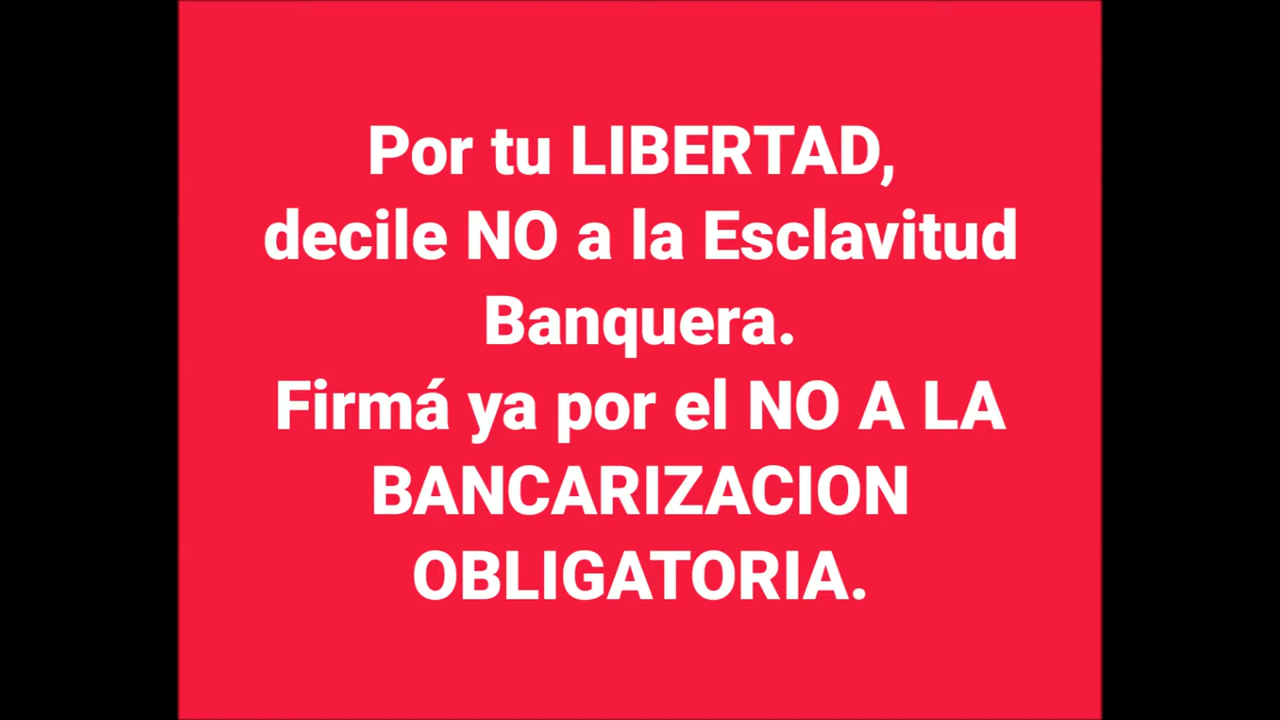 Por tu LIBERTAD,
decile NO a la Esclavitud
Banquera.
Firmá ya por el NO A LA
BANCARIZACION
OBLIGATORIA.